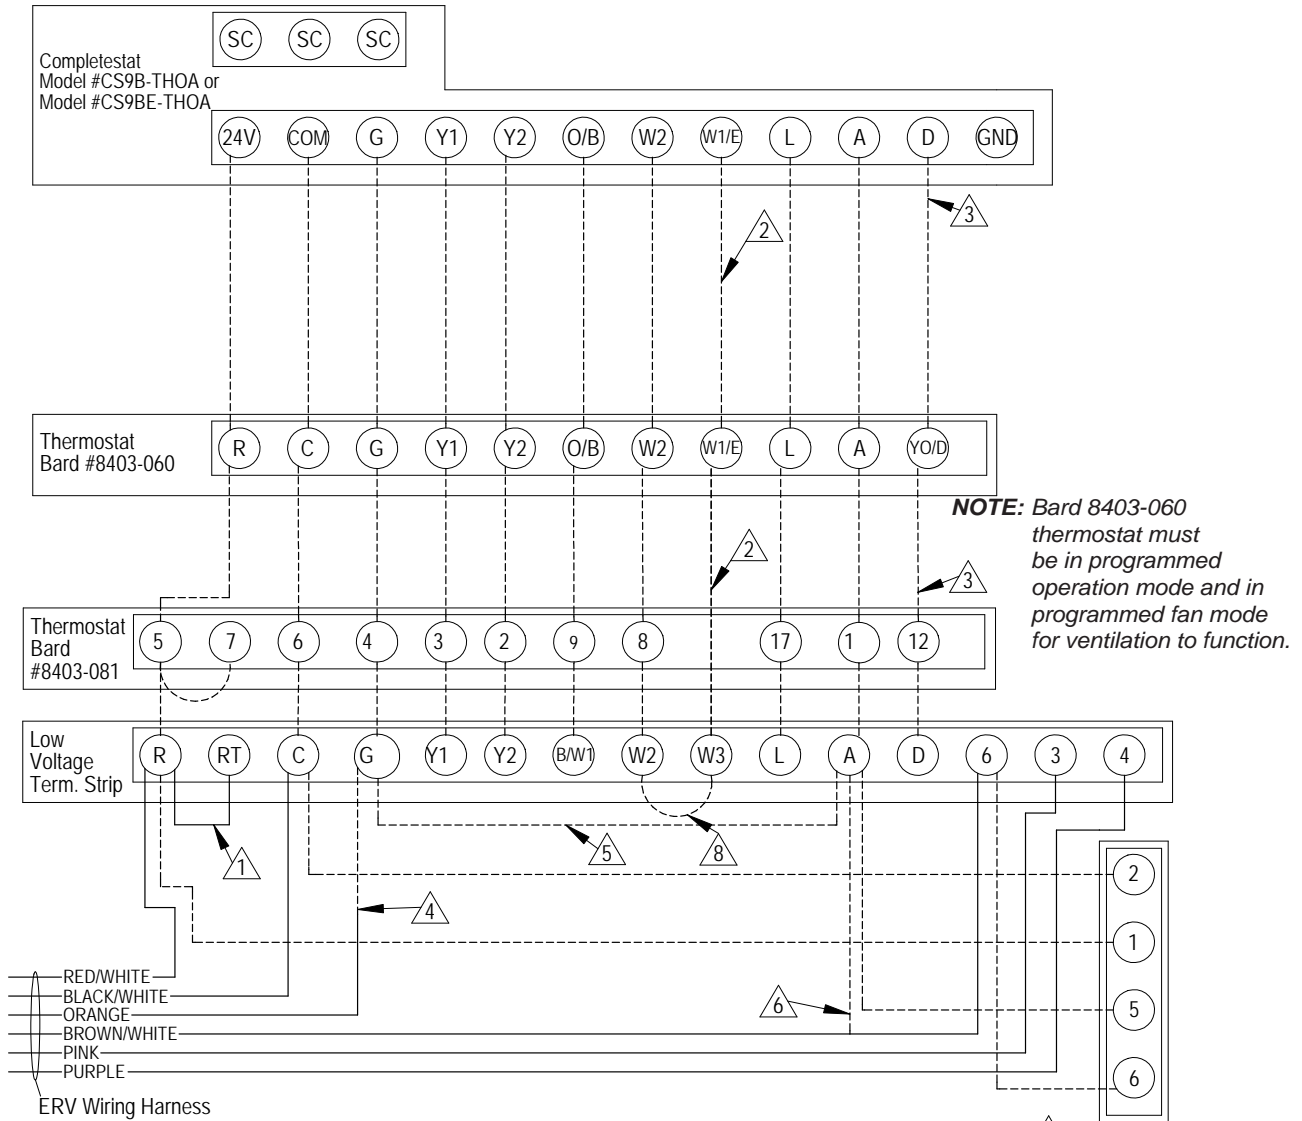 SC SC SC
Completestat
Model #CS9B-THOA or
Model #CS9BE-THOA
24V COM G Y1 Y2 O/B W2 W1/E L A D GND
3
2
Thermostat
Bard #8403-060
R C G Y1 Y2 O/B W2 W1/E L A YO/D
NOTE: Bard 8403-060
thermostat must
be in programmed
operation mode and in
programmed fan mode
for ventilation to function.
2
3
Thermostat
Bard
#8403-081
5 7 6 4 3 2 9 8 17 1 12
Low
Voltage
Term. Strip
R RT C G Y1 Y2 B/W1 W2 W3 L A D 6 3 4
1
5
8
2
4
1
RED/WHITE
BLACK/WHITE
ORANGE
BROWN/WHITE
PINK
PURPLE
6
5
6
ERV Wiring Harness